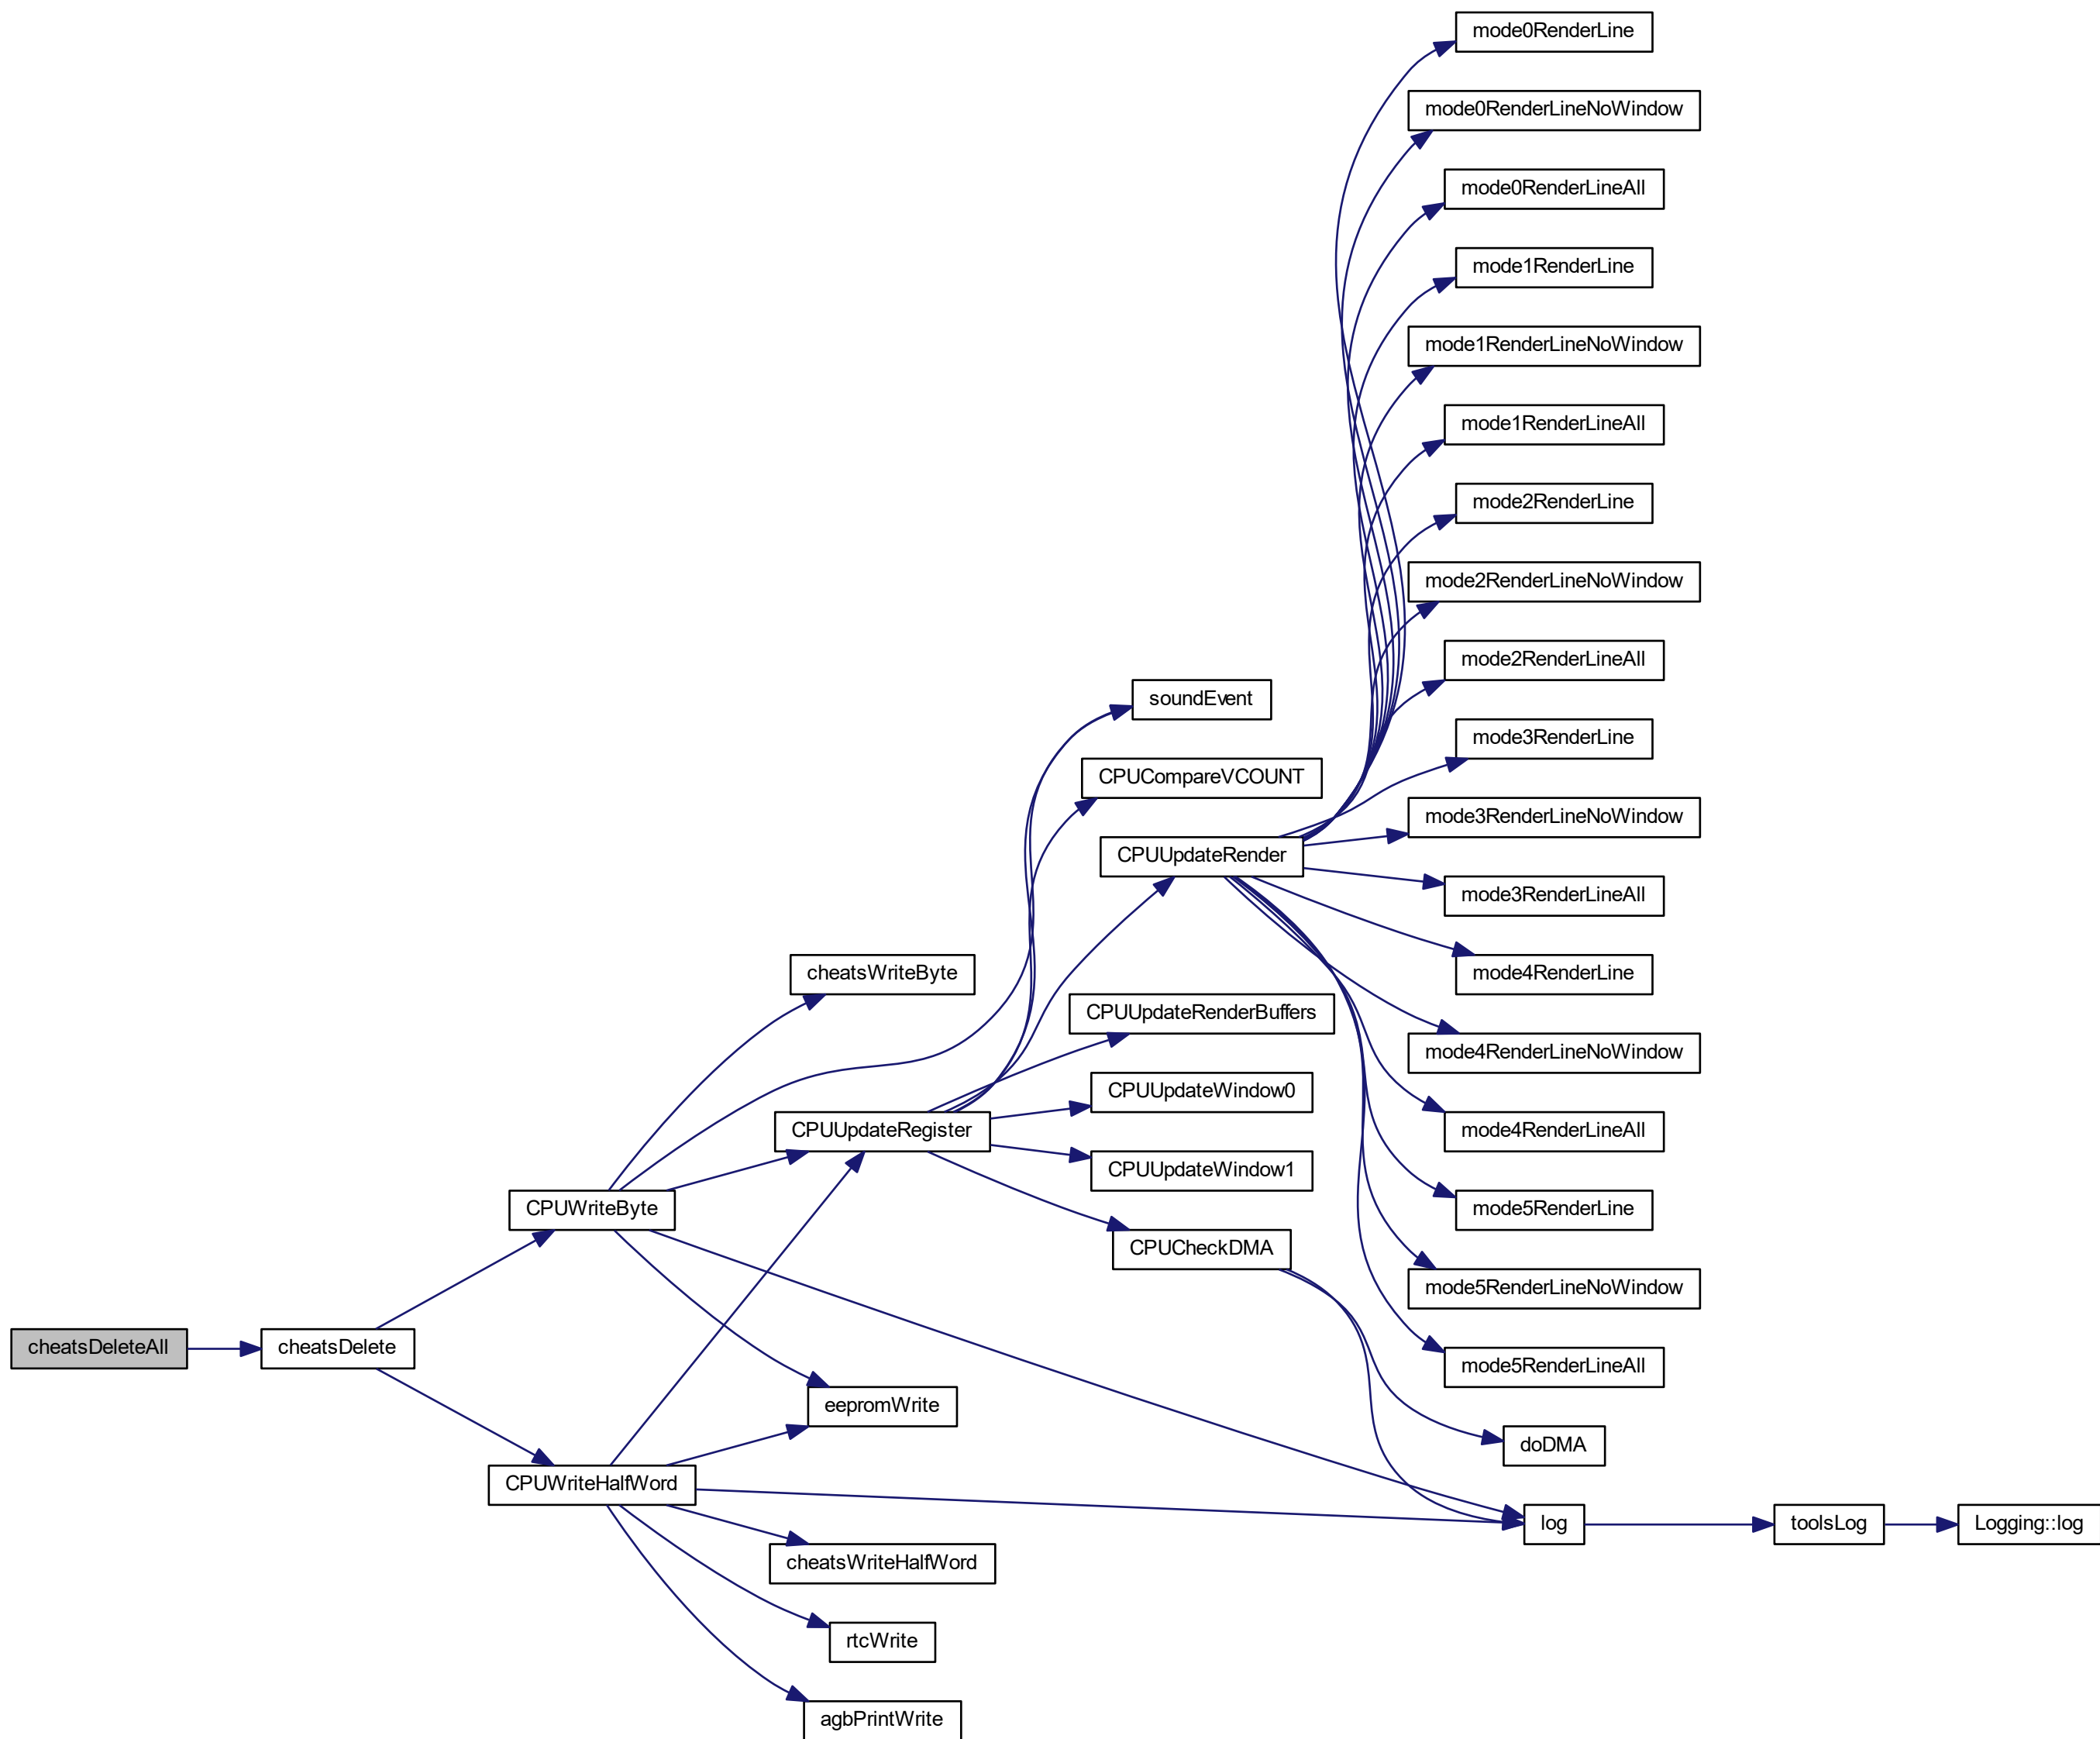 mode0RenderLine
mode0RenderLineNoWindow
mode0RenderLineAll
mode1RenderLine
mode1RenderLineNoWindow
mode1RenderLineAll
mode2RenderLine
mode2RenderLineNoWindow
mode2RenderLineAll
soundEvent
mode3RenderLine
CPUCompareVCOUNT
mode3RenderLineNoWindow
CPUUpdateRender
mode3RenderLineAll
cheatsWriteByte
mode4RenderLine
CPUUpdateRenderBuffers
mode4RenderLineNoWindow
CPUUpdateWindow0
CPUUpdateRegister
mode4RenderLineAll
CPUUpdateWindow1
CPUWriteByte
mode5RenderLine
CPUCheckDMA
mode5RenderLineNoWindow
cheatsDeleteAll
cheatsDelete
mode5RenderLineAll
eepromWrite
doDMA
CPUWriteHalfWord
log
toolsLog
Logging::log
cheatsWriteHalfWord
rtcWrite
agbPrintWrite